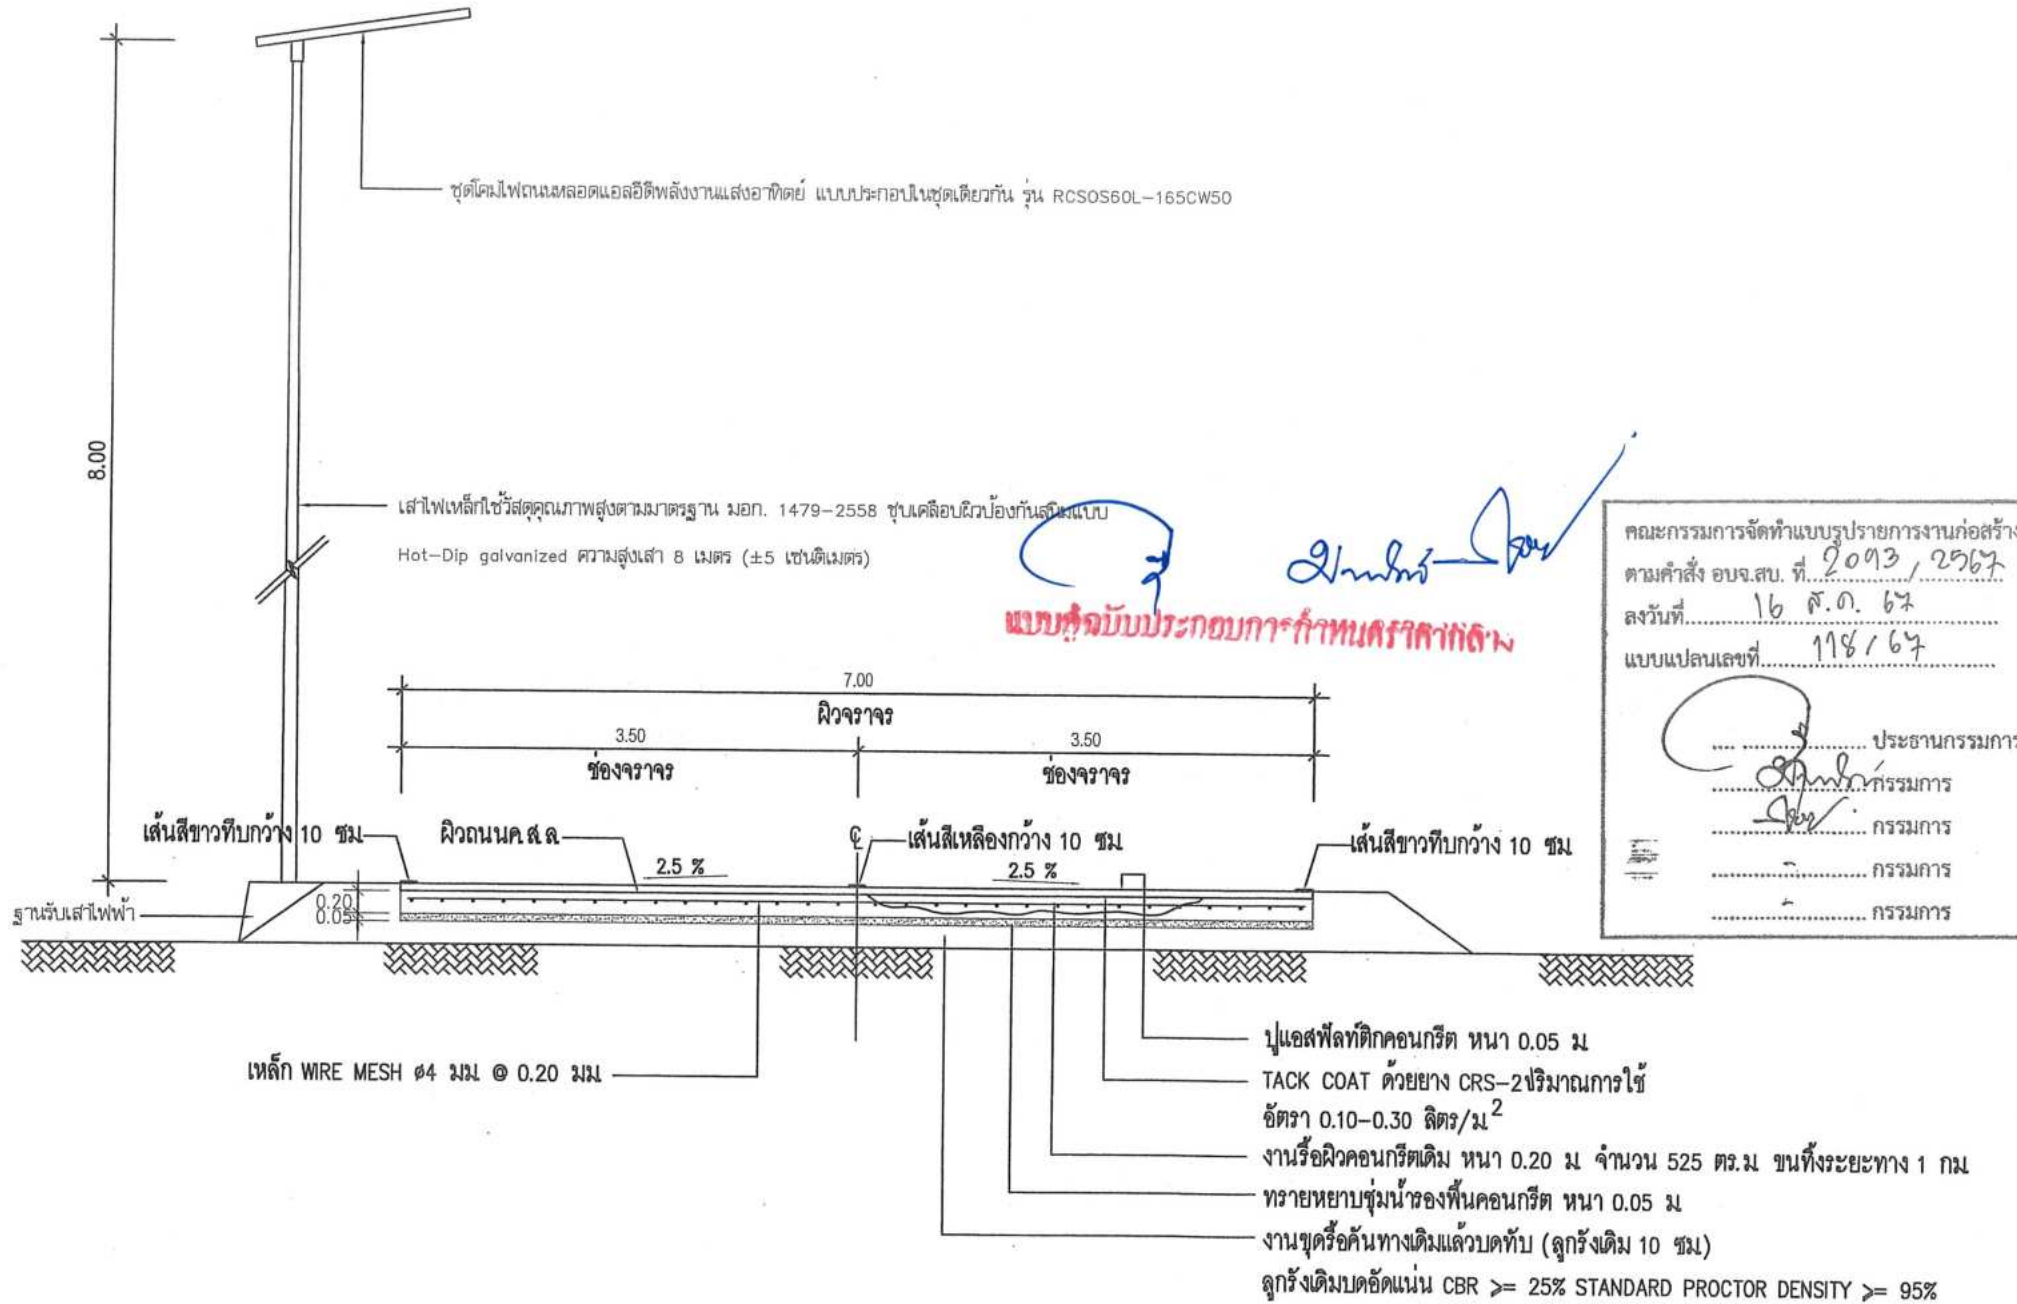 ชุดโคมไฟถนนหลอดแอลอีดีพลังงานแสงอาทิตย์ แบบประกอบในชุดเดียวกัน รุ่น RCSOS60L-165CW50
8.00
เสาไฟเหล็กใช้วัสดุคุณภาพสูงตามมาตรฐาน มอก. 1479-2558 ชุบเคลือบผิวป้องกันสนิมแบบ
Hot-Dip galvanized ความสูงเสา 8 เมตร (±5 เซนติเมตร)
แบบคู่ฉบับประกอบการกำหนดราคากลาง
คณะกรรมการจัดทำแบบรูปรายการงานก่อสร้าง
ตามคำสั่ง อบจ.สบ. ที่ 2093 / 2567
ลงวันที่ 16 ส.ค. 67
แบบแปลนเลขที่ 118 / 67
ประธานกรรมการ
กรรมการ
กรรมการ
กรรมการ
กรรมการ
7.00
ผิวจราจร
3.50
3.50
ช่องจราจร
ช่องจราจร
เส้นสีขาวทึบกว้าง 10 ซม.
ผิวถนนค.ส.ล.
℄
เส้นสีเหลืองกว้าง 10 ซม.
เส้นสีขาวทึบกว้าง 10 ซม.
2.5 %
2.5 %
0.20
0.05
ฐานรับเสาไฟฟ้า
เหล็ก WIRE MESH ø4 มม. @ 0.20 มม.
ปูแอสฟัลท์ติกคอนกรีต หนา 0.05 ม.
TACK COAT ด้วยยาง CRS-2ปริมาณการใช้
อัตรา 0.10-0.30 ลิตร/ม.²
งานรื้อผิวคอนกรีตเดิม หนา 0.20 ม. จำนวน 525 ตร.ม. ขนทิ้งระยะทาง 1 กม.
ทรายหยาบชุ่มน้ำรองพื้นคอนกรีต หนา 0.05 ม.
งานขุดรื้อคันทางเดิมแล้วบดทับ (ลูกรังเดิม 10 ซม.)
ลูกรังเดิมบดอัดแน่น CBR >= 25% STANDARD PROCTOR DENSITY >= 95%